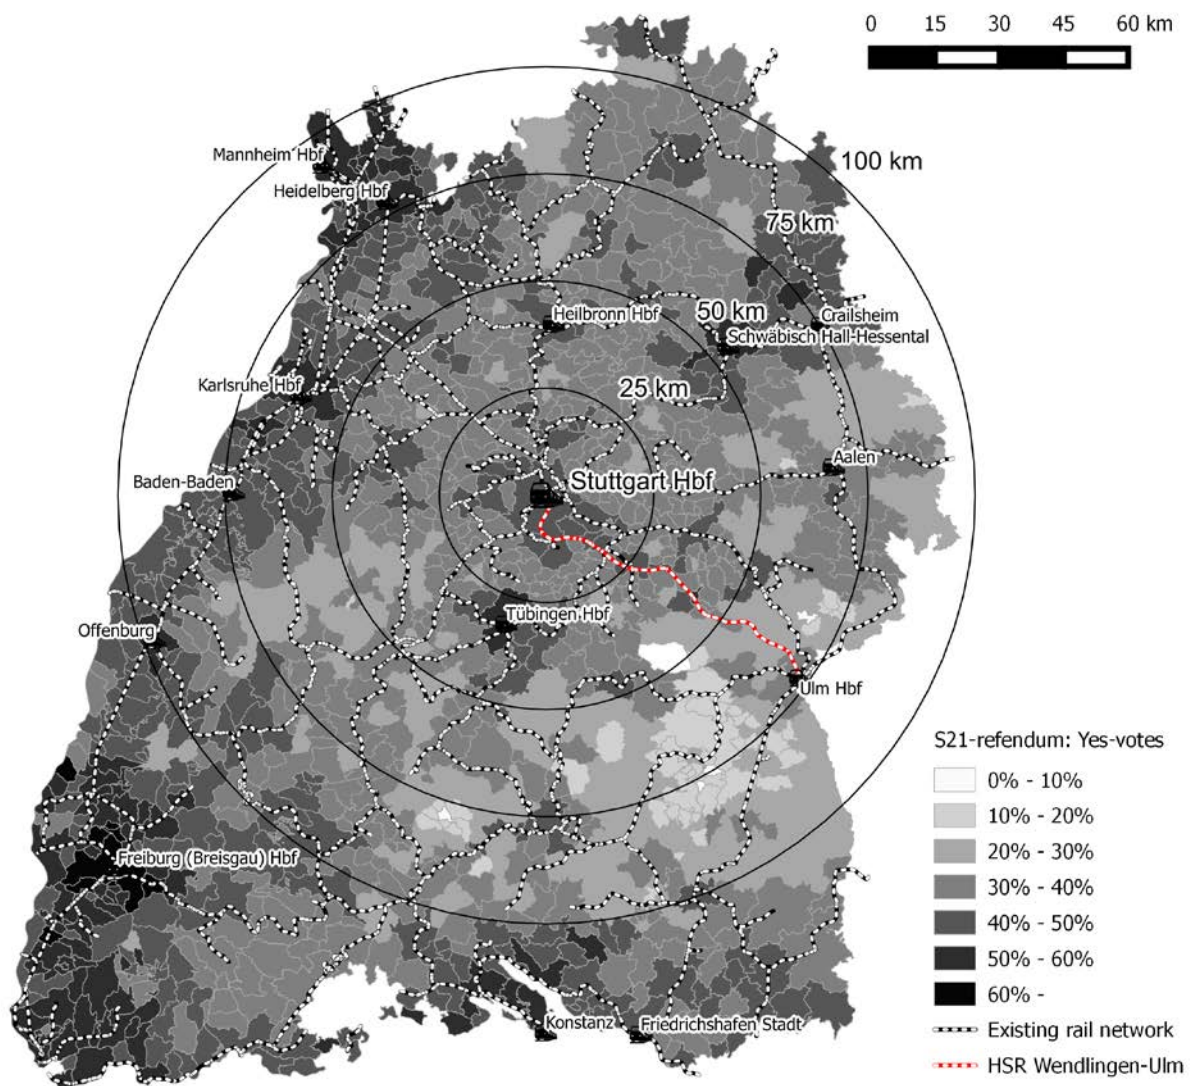 0 15 30 45 60 km
100 km
Mannheim Hbf
Heidelberg Hbf
75 km
50 km
Heilbronn Hbf
Crailsheim
Schwäbisch Hall-Hessental
Karlsruhe Hbf
25 km
Aalen
Baden-Baden
Stuttgart Hbf
Tübingen Hbf
Offenburg
Ulm Hbf
Freiburg (Breisgau) Hbf
Konstanz
Friedrichshafen Stadt
S21-refendum: Yes-votes
0% - 10%
10% - 20%
20% - 30%
30% - 40%
40% - 50%
50% - 60%
60% -
Existing rail network
HSR Wendlingen-Ulm